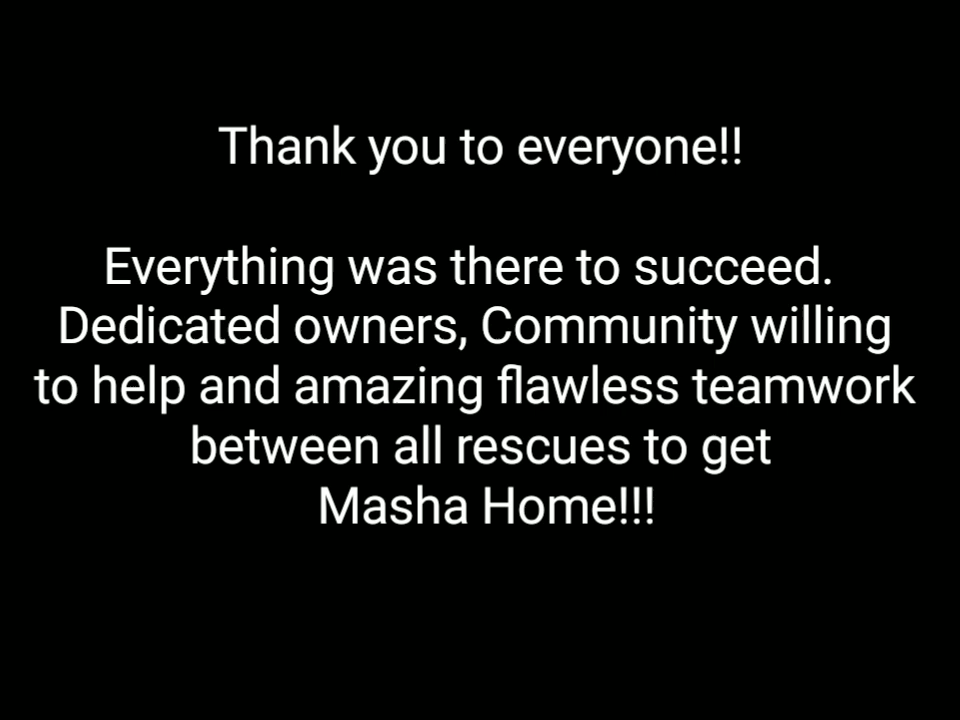 Thank you to everyone!!
Everything was there to succeed.
Dedicated owners, Community willing
to help and amazing flawless teamwork
between all rescues to get
Masha Home!!!